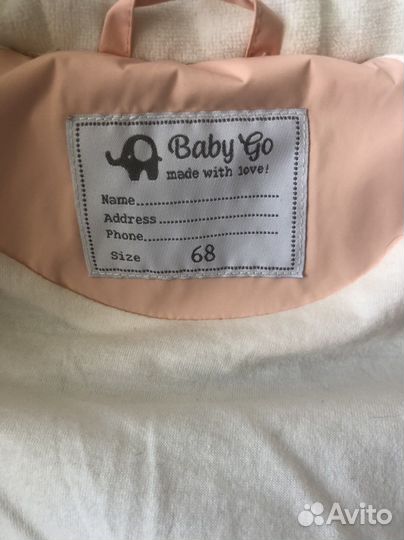 Baby Go
made with love!
Name
Address
Phone
Size 68
Avito